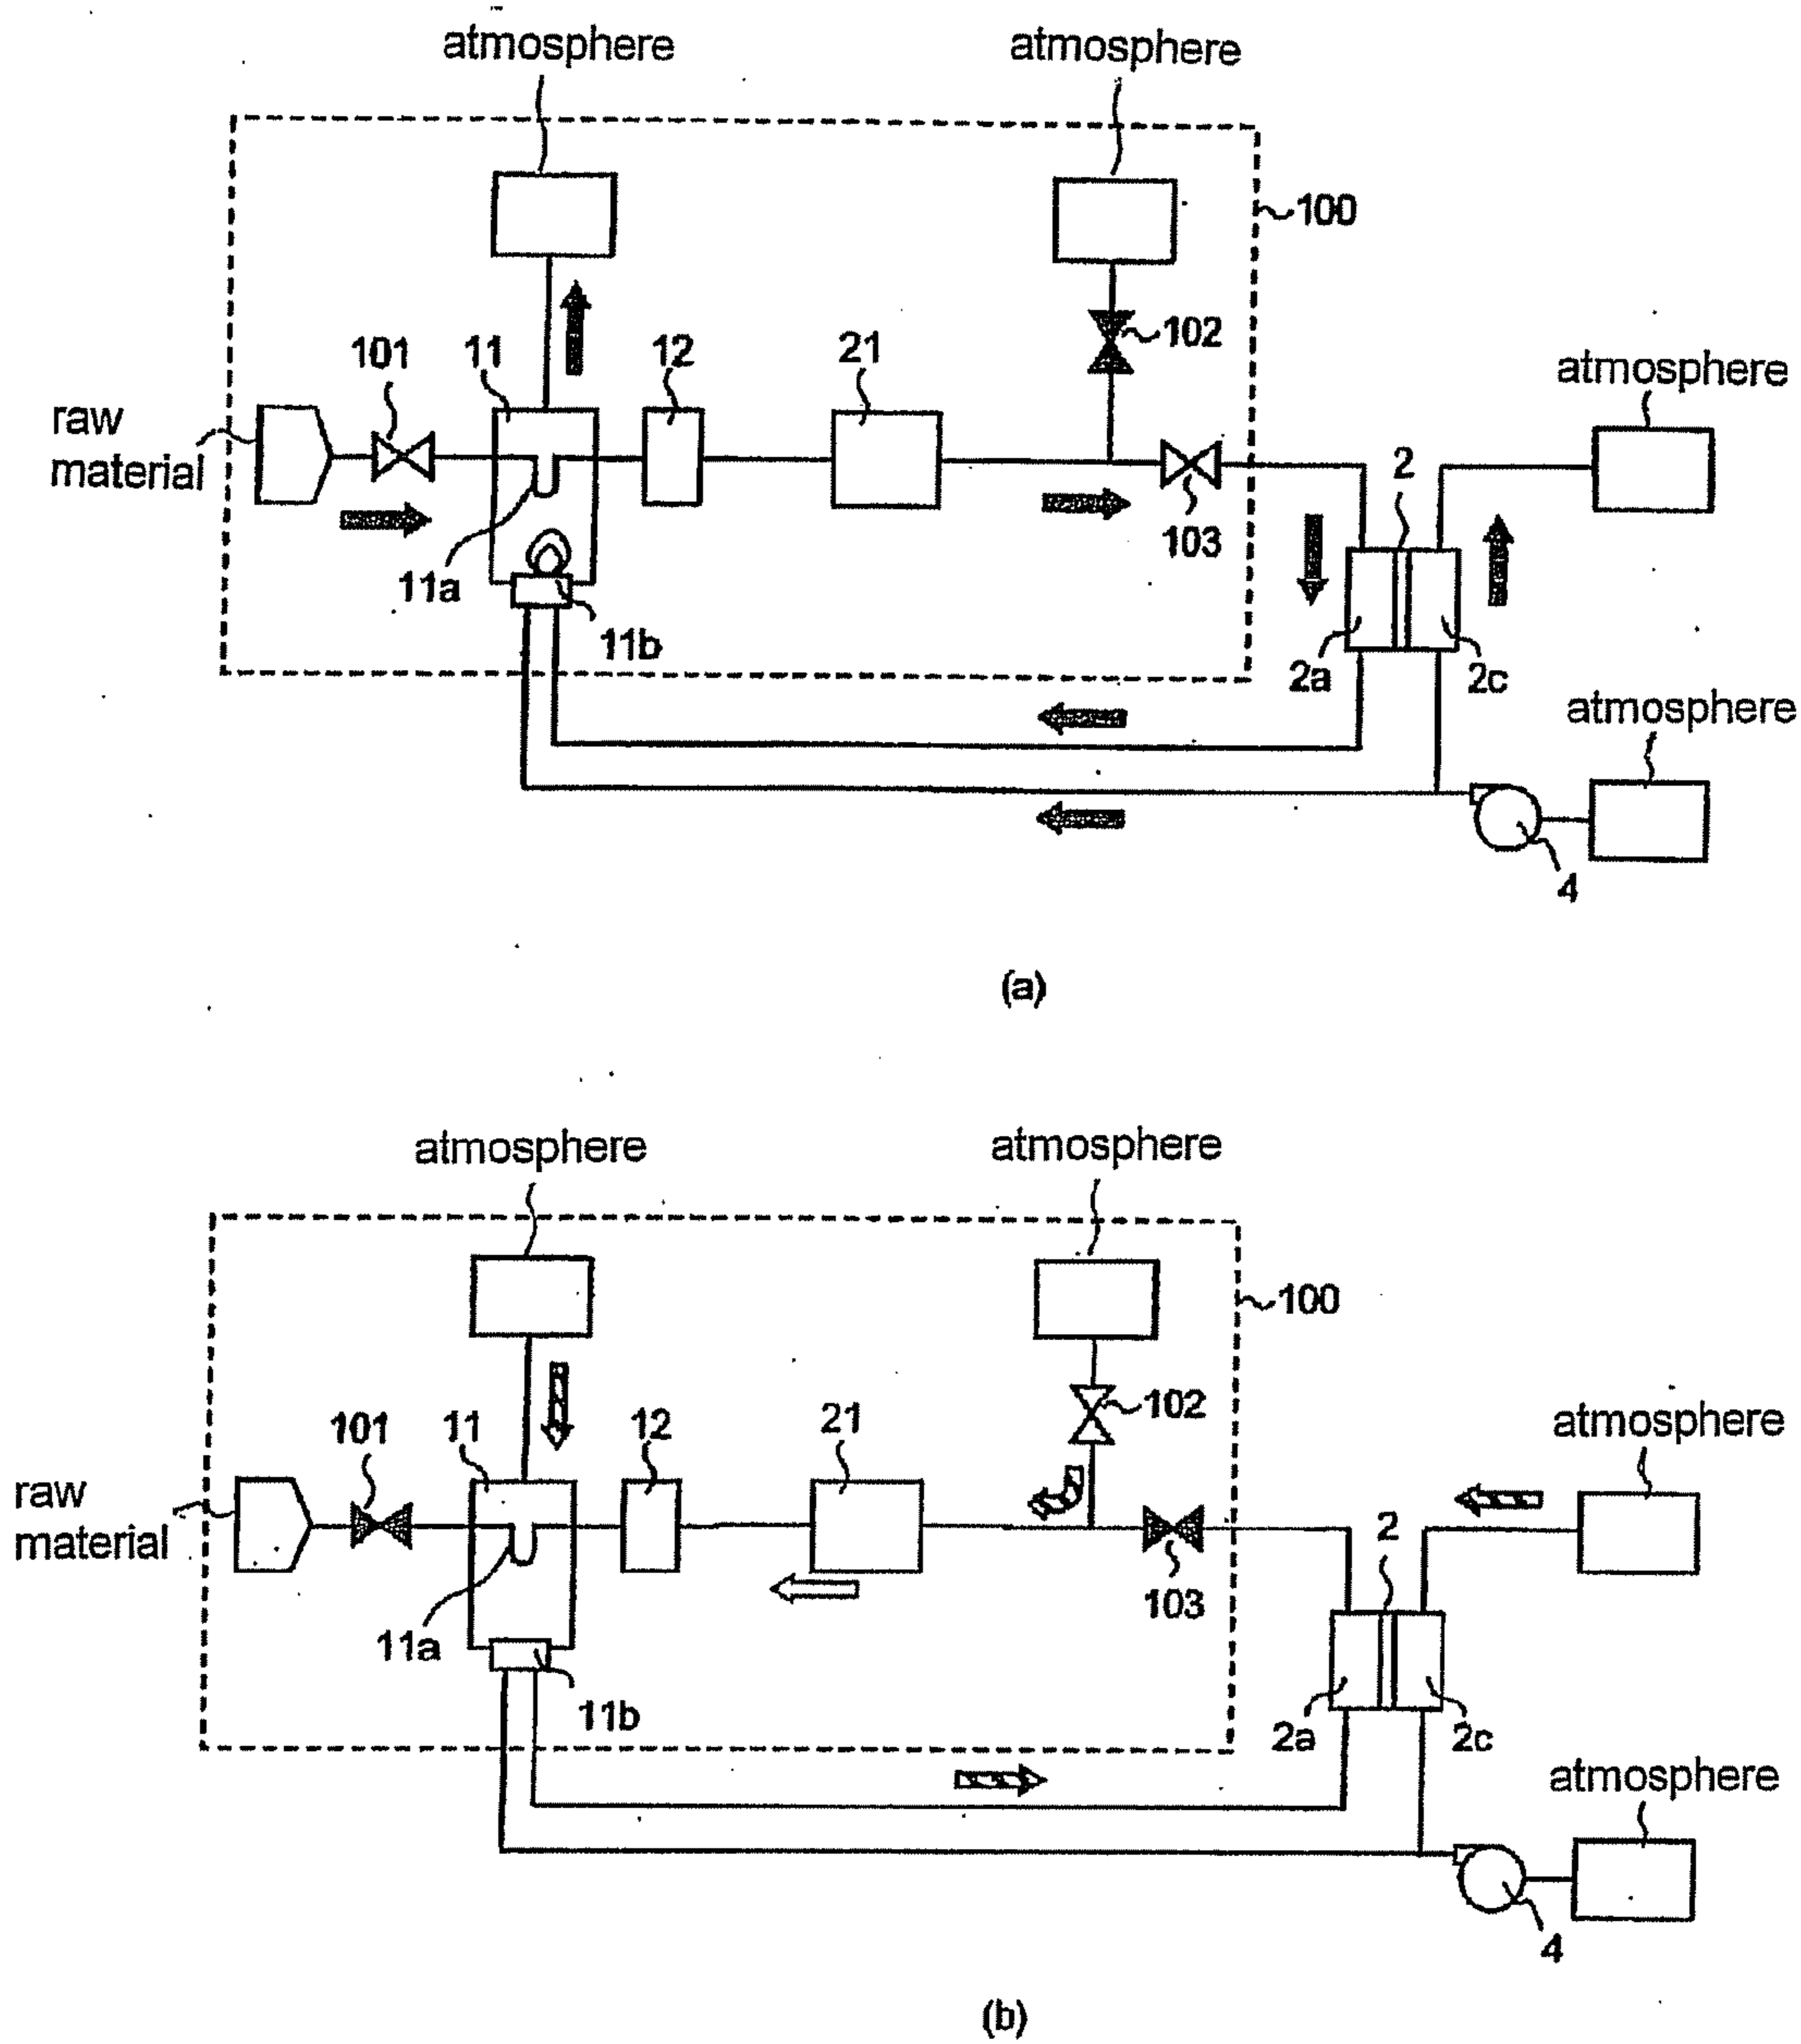 atmosphere
atmosphere
100
102
101
11
12
21
atmosphere
raw
material
2
103
11a
11b
2a
2c
atmosphere
4
(a)
atmosphere
atmosphere
100
102
101
11
12
21
atmosphere
raw
material
2
103
11a
11b
2a
2c
atmosphere
4
(b)